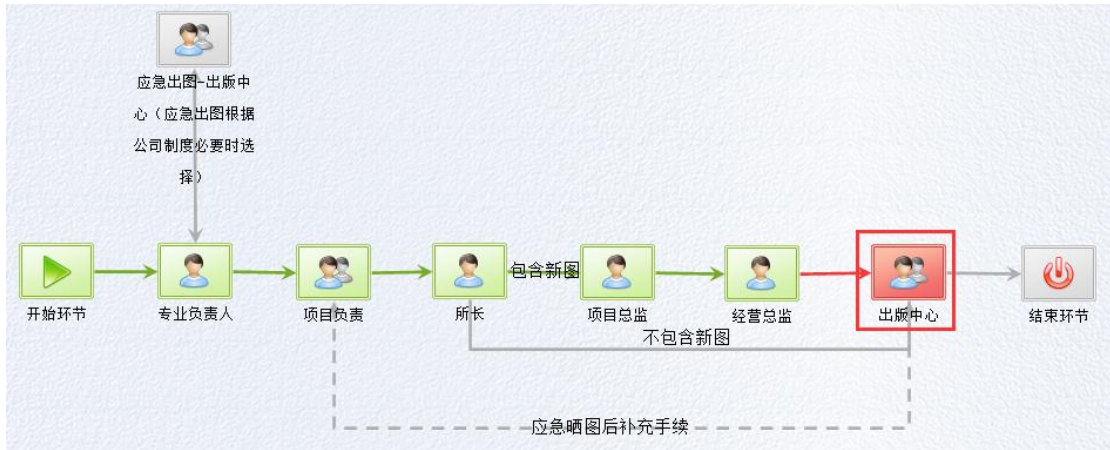 应急出图-出版中
心（应急出图根据
公司制度必要时选
择）
包含新图
开始环节
专业负责人
项目负责
所长
项目总监
经营总监
出版中心
结束环节
不包含新图
应急晒图后补充手续